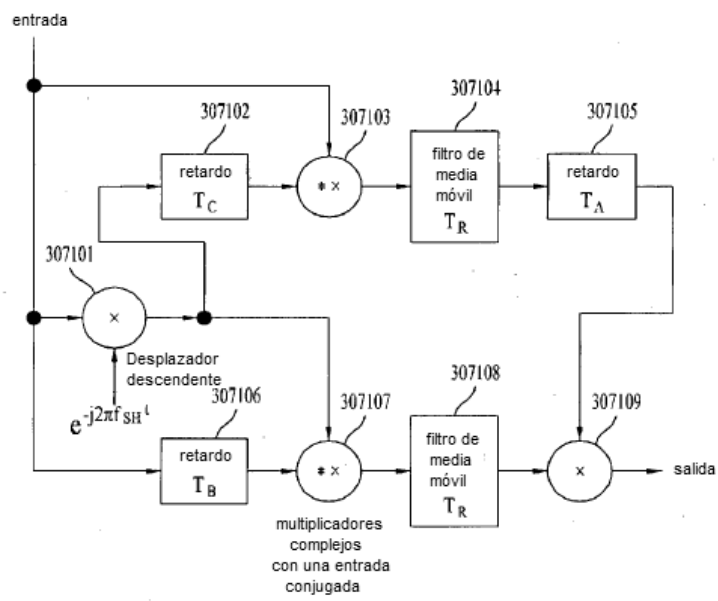 entrada
307102
307103
307104
307105
retardo
T_C
* ×
filtro de
media
móvil
T_R
retardo
T_A
307101
×
Desplazador
descendente
e^-j2πf_SH t
307106
307107
307108
307109
retardo
T_B
* ×
filtro de
media
móvil
T_R
×
salida
multiplicadores
complejos
con una entrada
conjugada